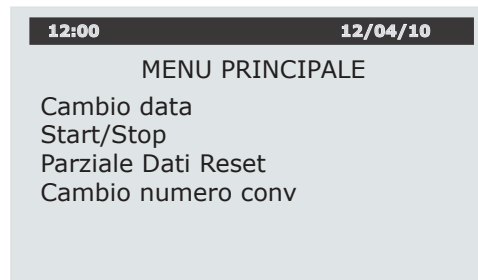 12:00 12/04/10
MENU PRINCIPALE
Cambio data
Start/Stop
Parziale Dati Reset
Cambio numero conv